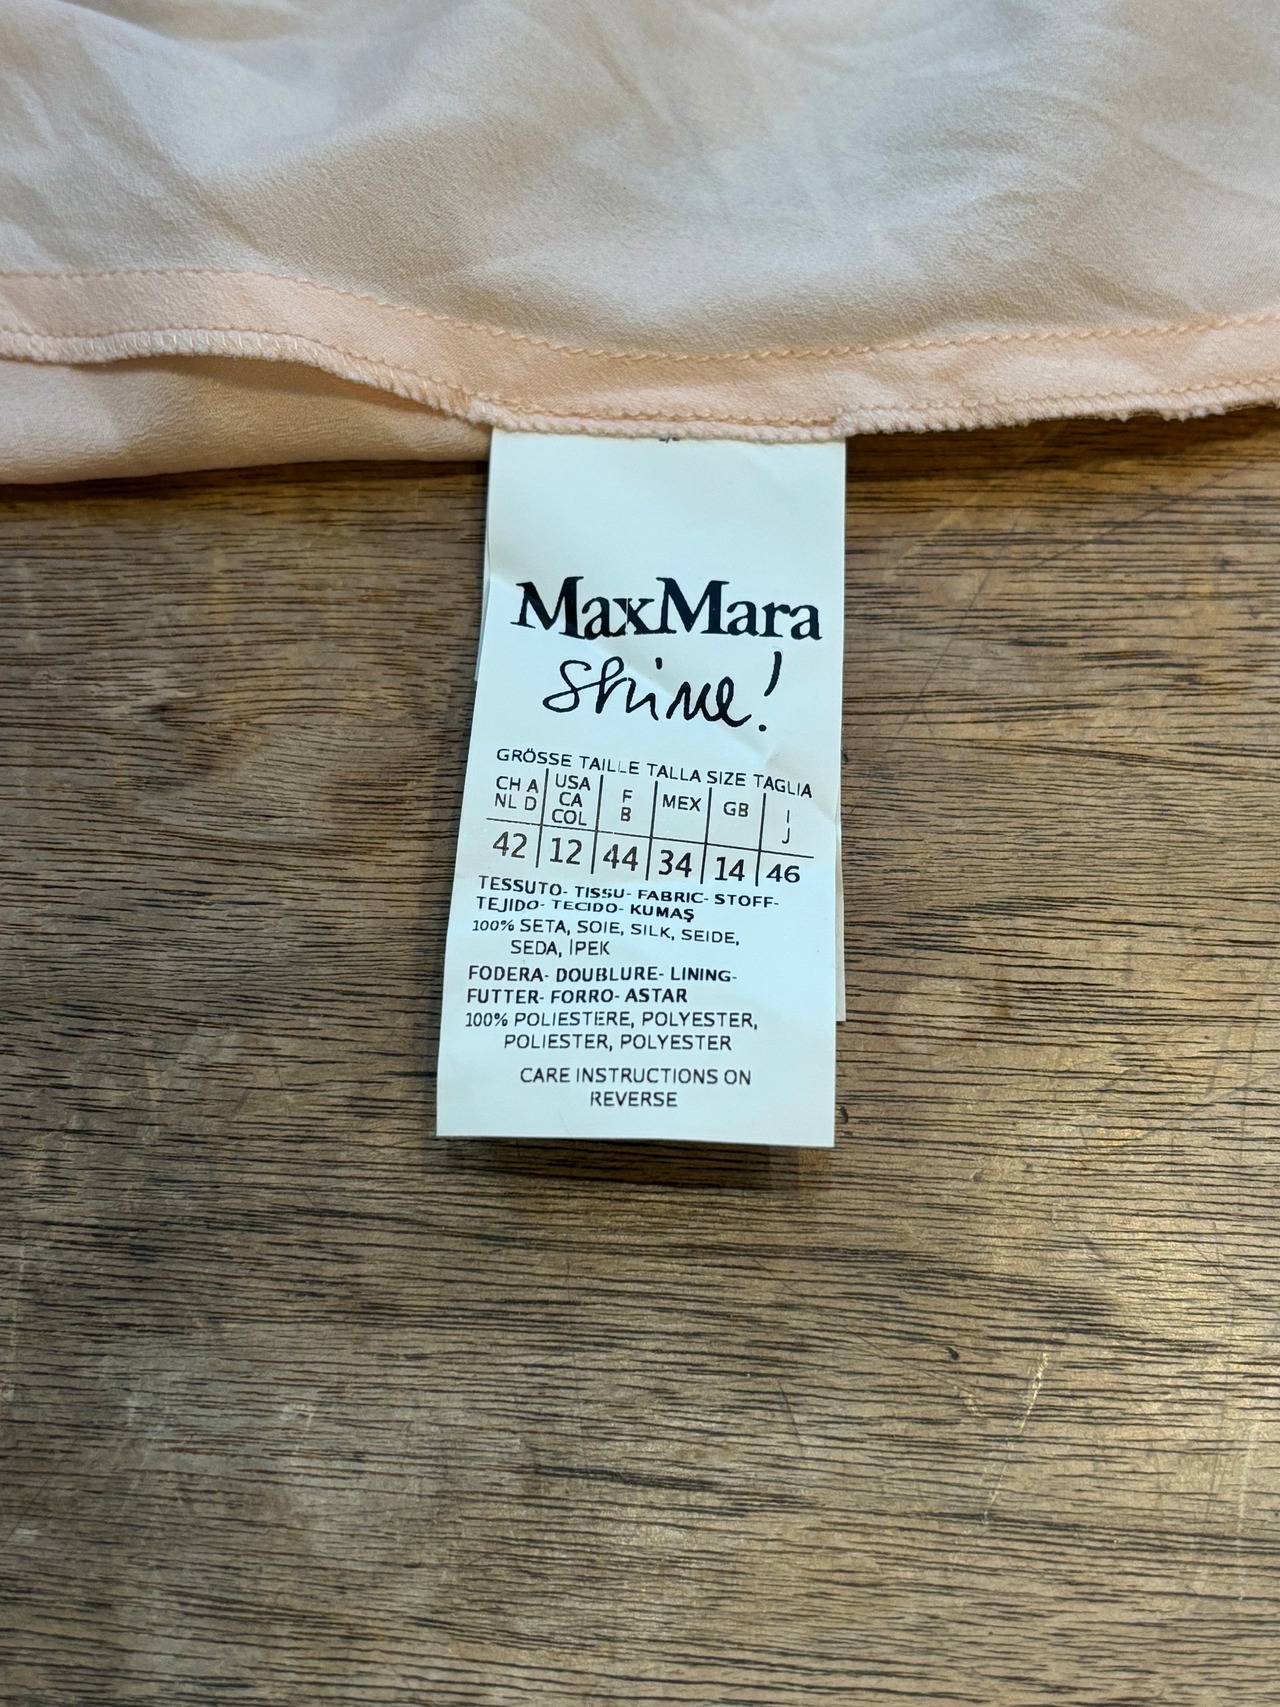 MaxMara
Shine!
GRÖSSE TAILLE TALLA SIZE TAGLIA
CH A NL D | USA CA COL | F B | MEX | GB | I J
42 | 12 | 44 | 34 | 14 | 46
TESSUTO- TISSU- FABRIC- STOFF-
TEJIDO- TECIDO- KUMAŞ
100% SETA, SOIE, SILK, SEIDE,
SEDA, İPEK
FODERA- DOUBLURE- LINING-
FUTTER- FORRO- ASTAR
100% POLIESTERE, POLYESTER,
POLIESTER, POLYESTER
CARE INSTRUCTIONS ON
REVERSE